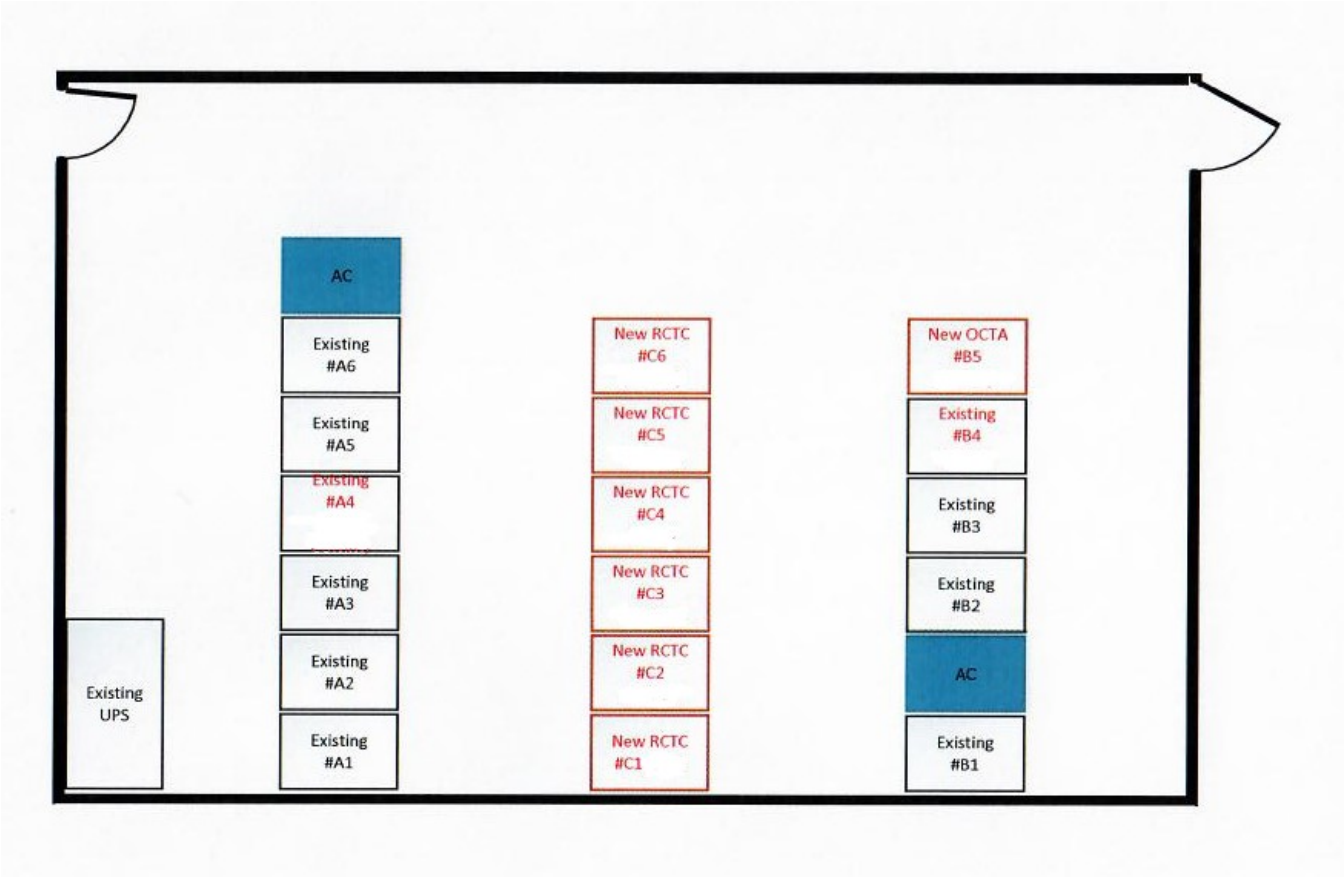 AC
Existing
#A6
Existing
#A5
Existing
#A4
Existing
#A3
Existing
#A2
Existing
#A1
Existing
UPS
New RCTC
#C6
New RCTC
#C5
New RCTC
#C4
New RCTC
#C3
New RCTC
#C2
New RCTC
#C1
New OCTA
#B5
Existing
#B4
Existing
#B3
Existing
#B2
AC
Existing
#B1